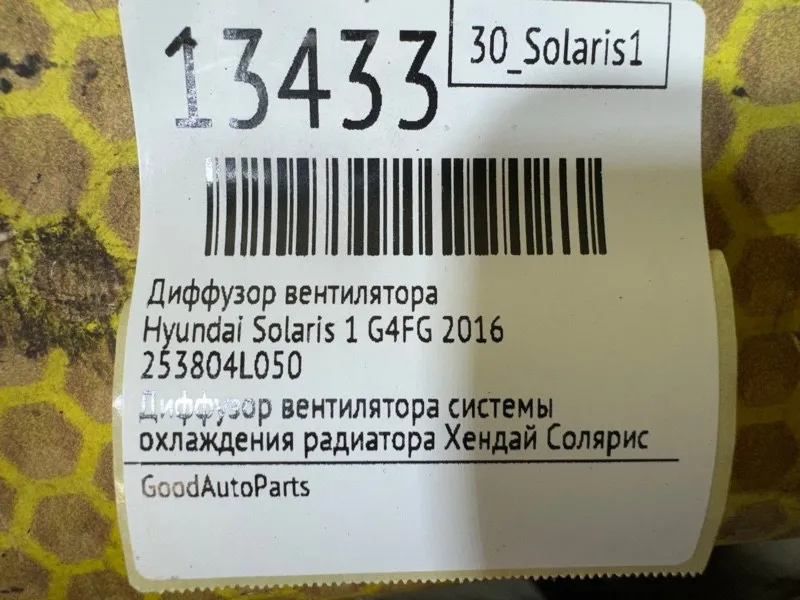 13433
30_Solaris1
Диффузор вентилятора
Hyundai Solaris 1 G4FG 2016
253804L050
Диффузор вентилятора системы
охлаждения радиатора Хендай Солярис
GoodAutoParts